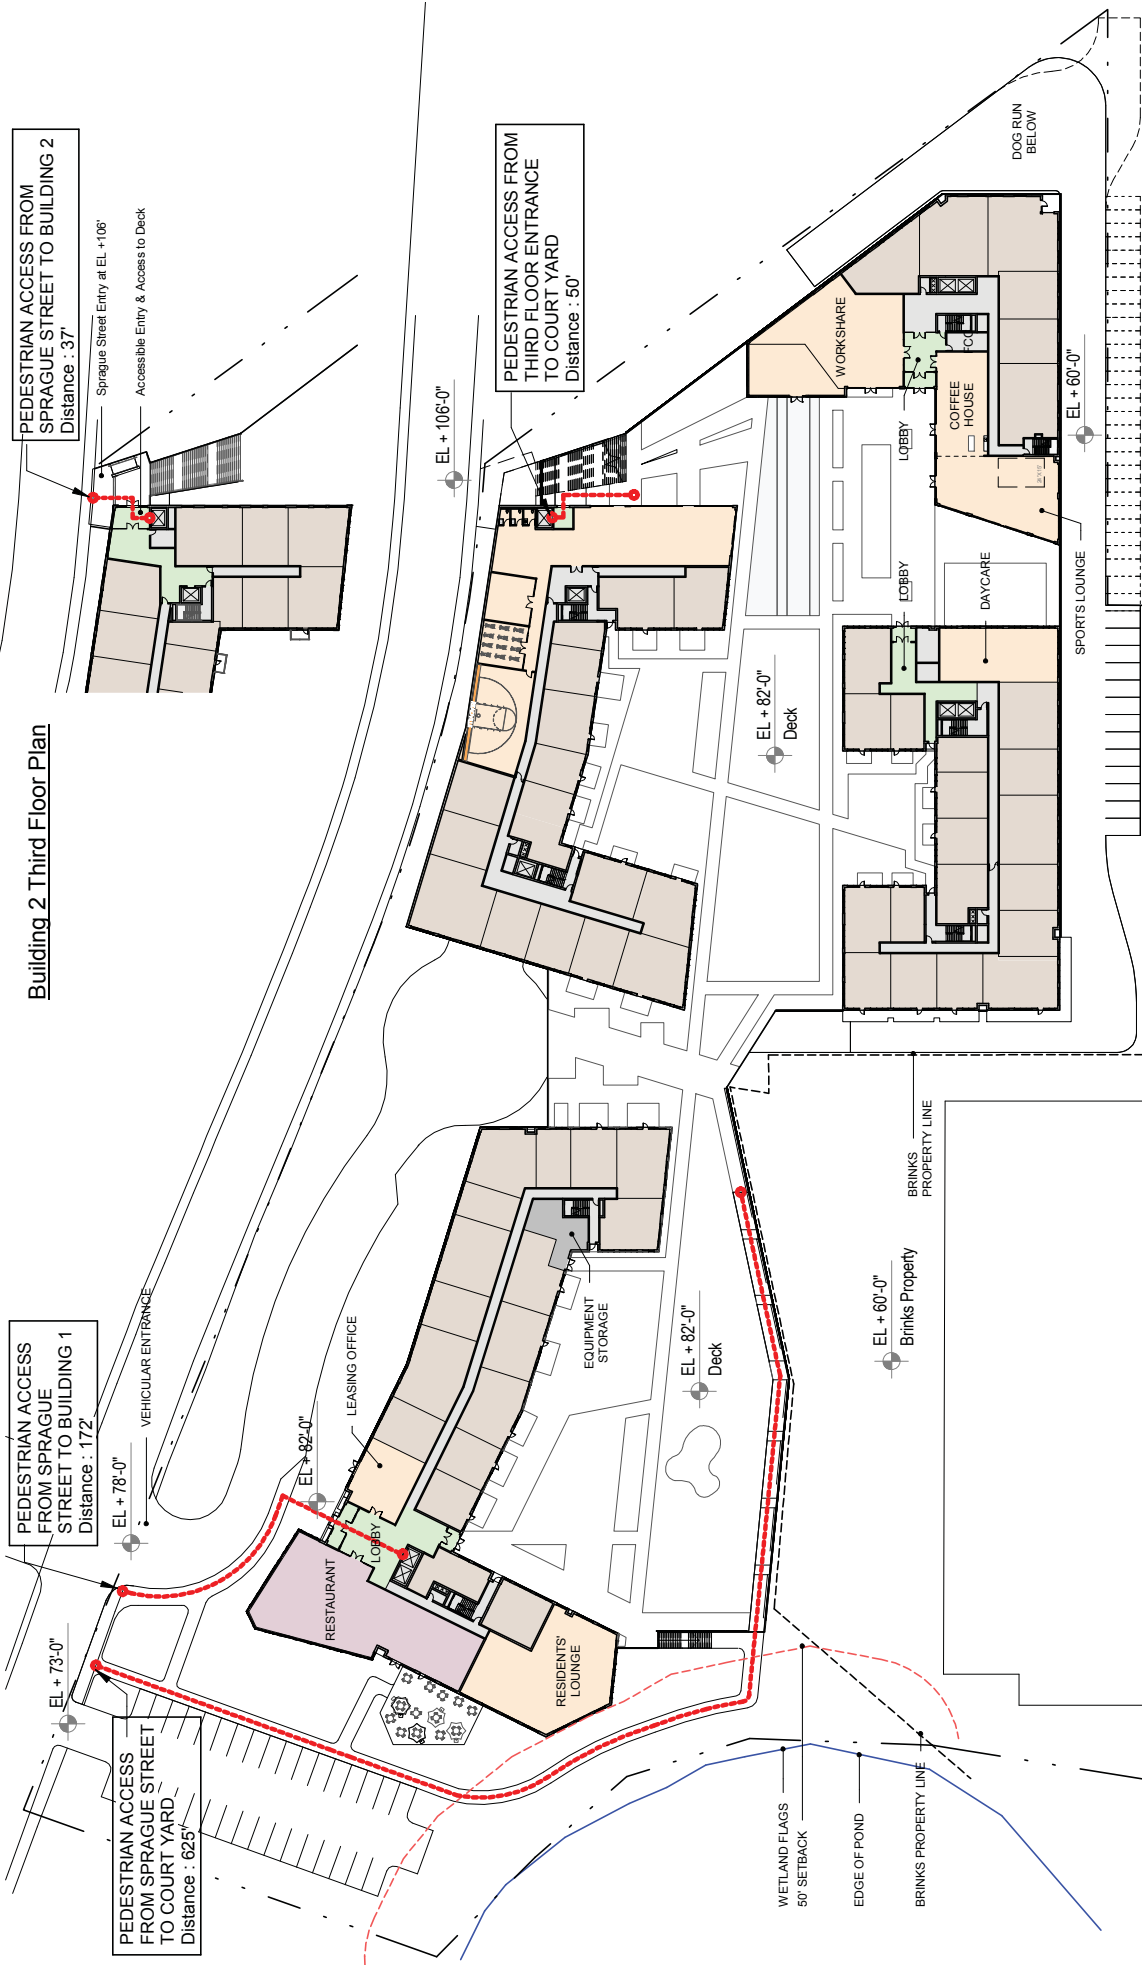 PEDESTRIAN ACCESS FROM
SPRAGUE STREET TO BUILDING 2
Distance : 37'
Sprague Street Entry at EL +106'
Accessible Entry & Access to Deck
Building 2 Third Floor Plan
PEDESTRIAN ACCESS FROM
THIRD FLOOR ENTRANCE
TO COURT YARD
Distance : 50'
EL + 106'-0"
DOG RUN
BELOW
WORKSHARE
LOBBY
FCC
COFFEE
HOUSE
EL + 60'-0"
SPORTS LOUNGE
DAYCARE
LOBBY
EL + 82'-0"
Deck
PEDESTRIAN ACCESS
FROM SPRAGUE
STREET TO BUILDING 1
Distance : 172'
VEHICULAR ENTRANCE
EL + 78'-0"
EL + 82'-0"
LEASING OFFICE
LOBBY
RESTAURANT
EQUIPMENT
STORAGE
RESIDENTS'
LOUNGE
EL + 82'-0"
Deck
EL + 73'-0"
PEDESTRIAN ACCESS
FROM SPRAGUE STREET
TO COURT YARD
Distance : 625'
BRINKS
PROPERTY LINE
EL + 60'-0"
Brinks Property
WETLAND FLAGS
50' SETBACK
EDGE OF POND
BRINKS PROPERTY LINE